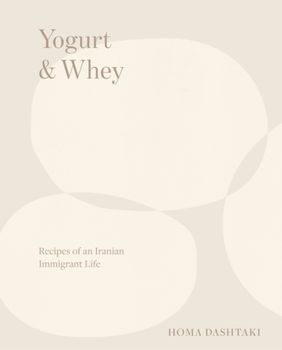 Yogurt
& Whey
Recipes of an Iranian
Immigrant Life
HOMA DASHTAKI